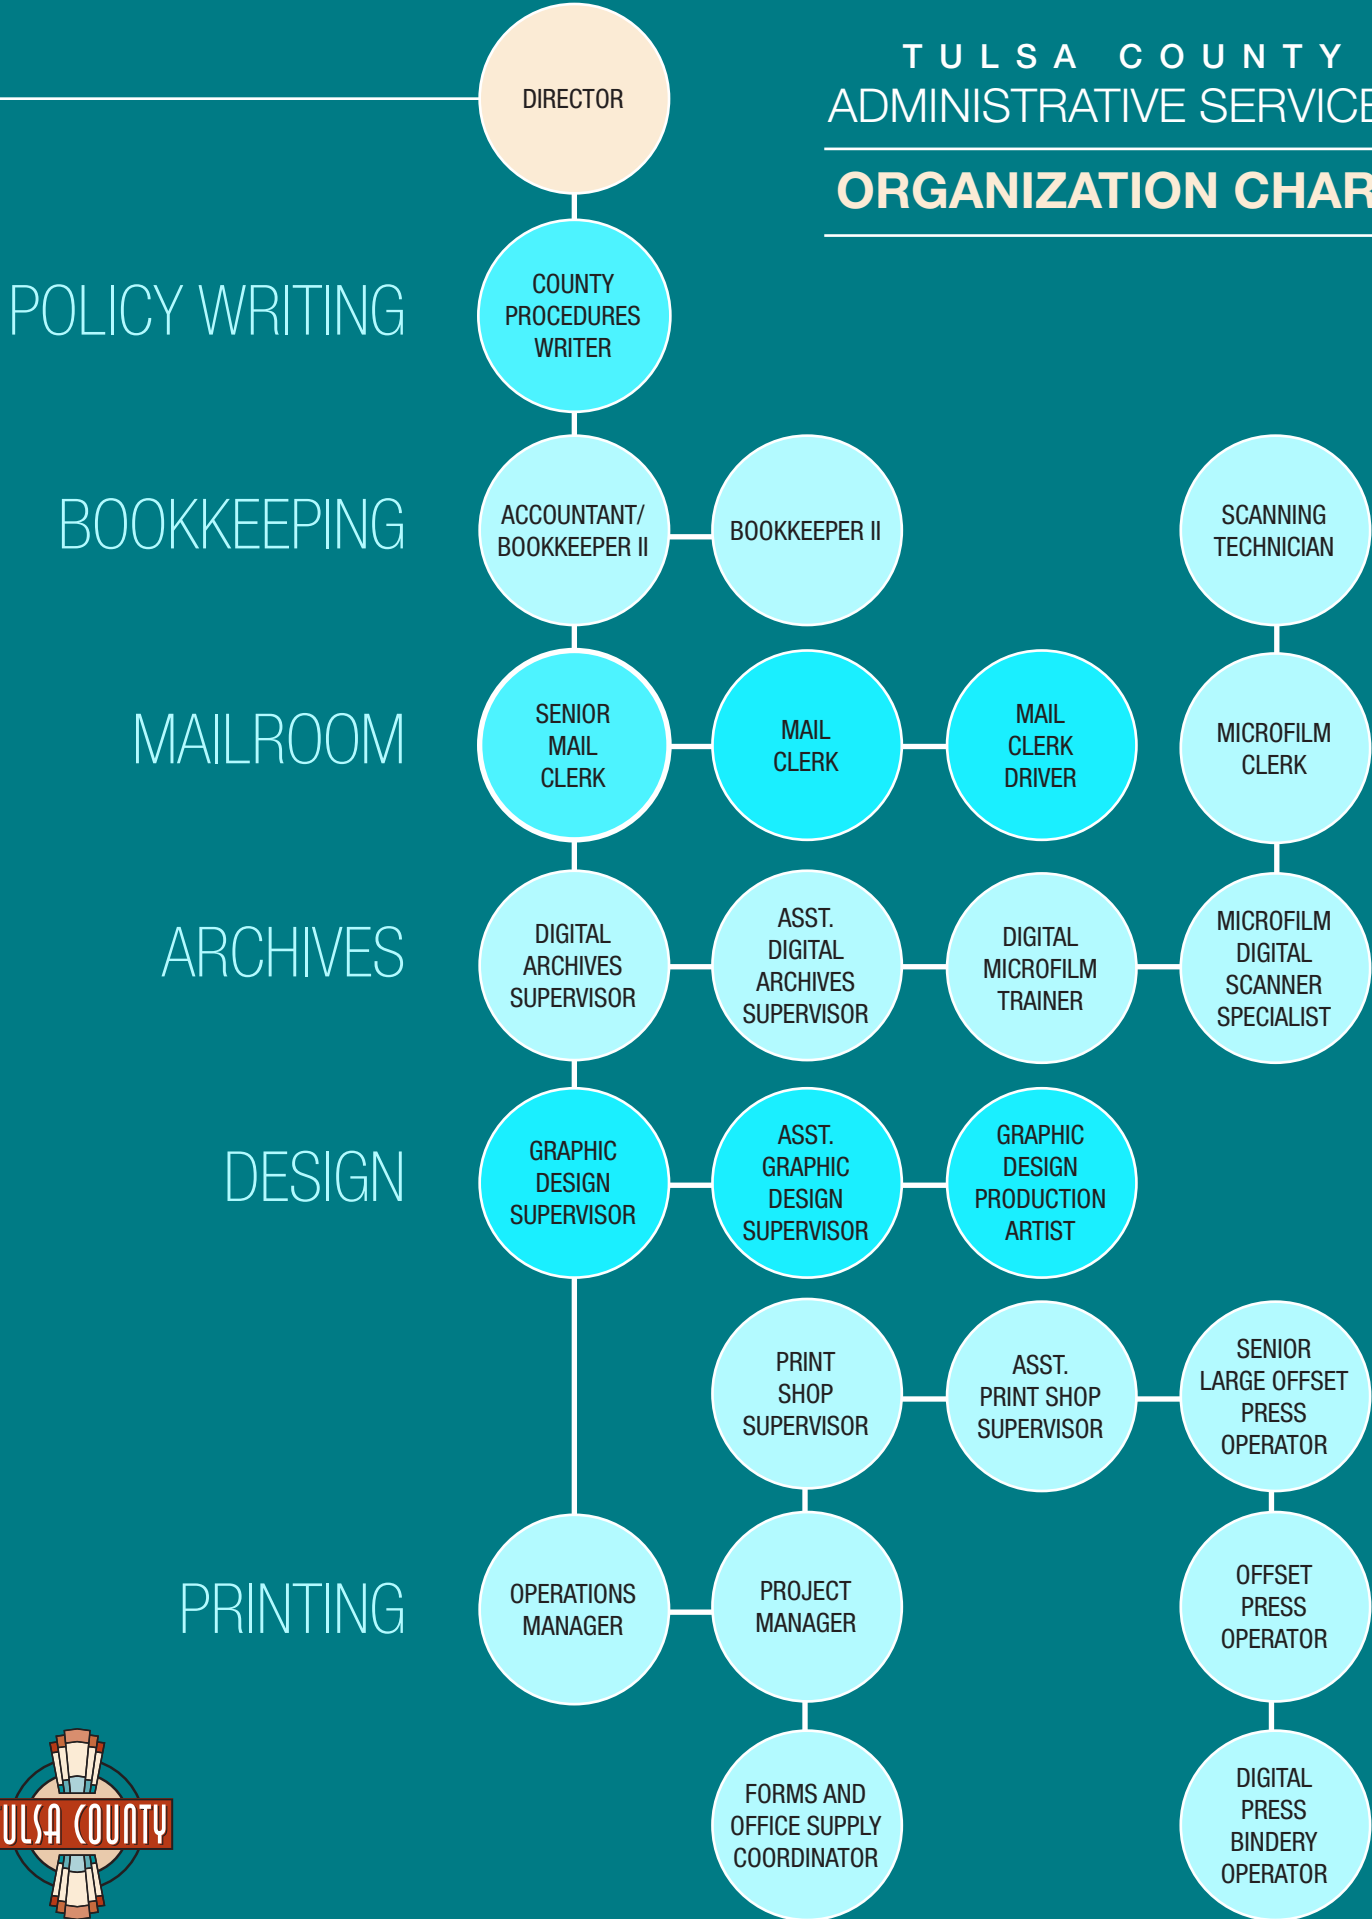 TULSA COUNTY
ADMINISTRATIVE SERVICE
ORGANIZATION CHAR
DIRECTOR
POLICY WRITING
COUNTY
PROCEDURES
WRITER
BOOKKEEPING
ACCOUNTANT/
BOOKKEEPER II
BOOKKEEPER II
SCANNING
TECHNICIAN
MAILROOM
SENIOR
MAIL
CLERK
MAIL
CLERK
MAIL
CLERK
DRIVER
MICROFILM
CLERK
ARCHIVES
DIGITAL
ARCHIVES
SUPERVISOR
ASST.
DIGITAL
ARCHIVES
SUPERVISOR
DIGITAL
MICROFILM
TRAINER
MICROFILM
DIGITAL
SCANNER
SPECIALIST
DESIGN
GRAPHIC
DESIGN
SUPERVISOR
ASST.
GRAPHIC
DESIGN
SUPERVISOR
GRAPHIC
DESIGN
PRODUCTION
ARTIST
PRINT
SHOP
SUPERVISOR
ASST.
PRINT SHOP
SUPERVISOR
SENIOR
LARGE OFFSET
PRESS
OPERATOR
PRINTING
OPERATIONS
MANAGER
PROJECT
MANAGER
OFFSET
PRESS
OPERATOR
FORMS AND
OFFICE SUPPLY
COORDINATOR
DIGITAL
PRESS
BINDERY
OPERATOR
ULSA COUNTY